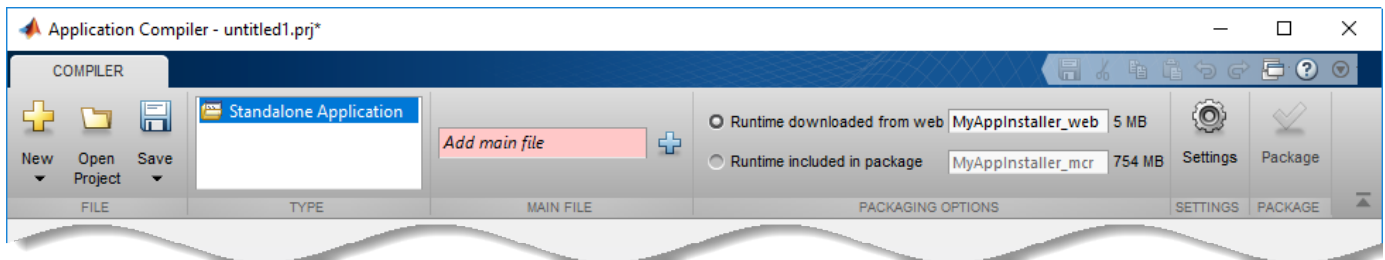 Application Compiler - untitled1.prj*
COMPILER
New
Open
Project
Save
Standalone Application
Add main file
Runtime downloaded from web MyAppInstaller_web 5 MB
Runtime included in package MyAppInstaller_mcr 754 MB
Settings
Package
FILE TYPE MAIN FILE PACKAGING OPTIONS SETTINGS PACKAGE